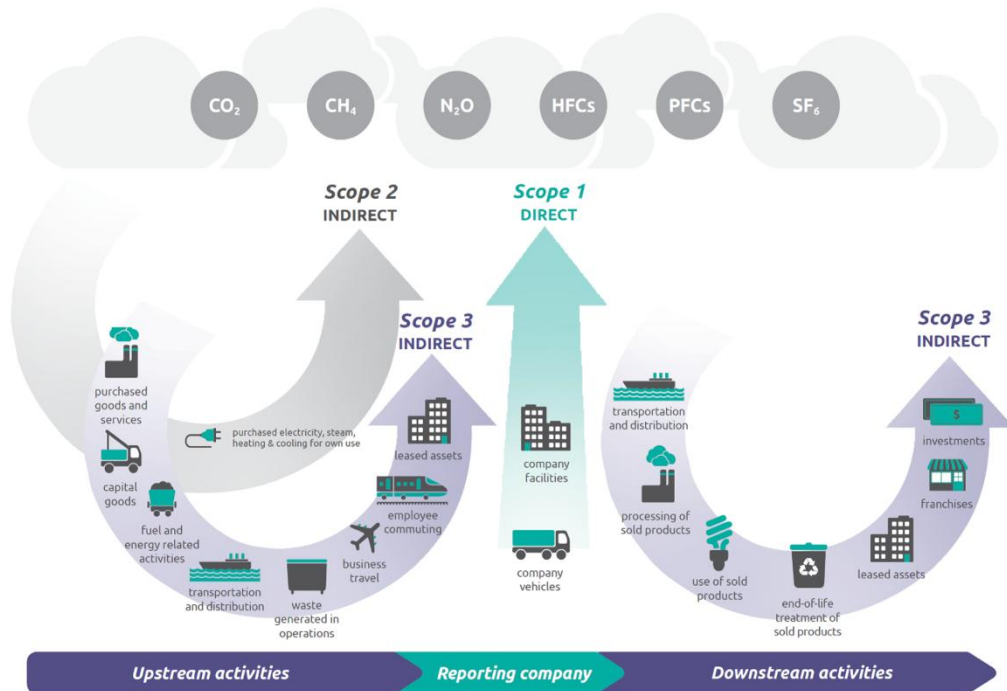 CO₂
CH₄
N₂O
HFCs
PFCs
SF₆
Scope 2
INDIRECT
Scope 1
DIRECT
Scope 3
INDIRECT
Scope 3
INDIRECT
purchased
goods and
services
capital
goods
fuel and
energy related
activities
purchased electricity, steam,
heating & cooling for own use
transportation
and distribution
waste
generated in
operations
business
travel
employee
commuting
leased assets
company
facilities
company
vehicles
transportation
and distribution
processing of
sold products
use of sold
products
end-of-life
treatment of
sold products
leased assets
franchises
$
investments
Upstream activities
Reporting company
Downstream activities